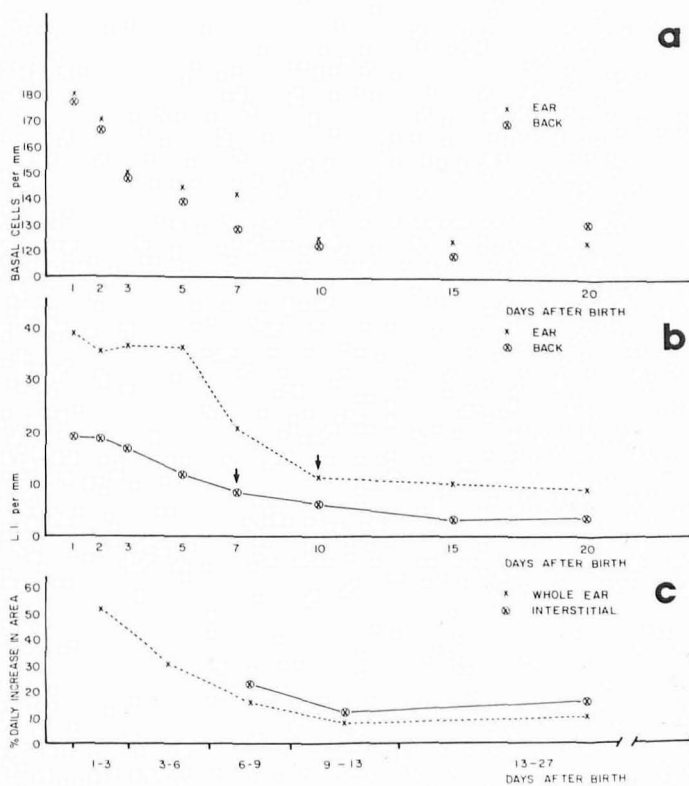 a
180
170
160
150
140
130
120
0
BASAL CELLS per mm
x EAR
⊗ BACK
1 2 3 5 7 10 15 20
DAYS AFTER BIRTH
b
40
30
20
10
0
L.I. per mm
x EAR
⊗ BACK
1 2 3 5 7 10 15 20
DAYS AFTER BIRTH
c
60
50
40
30
20
10
0
% DAILY INCREASE IN AREA
x WHOLE EAR
⊗ INTERSTITIAL
1-3 3-6 6-9 9-13 13-27
DAYS AFTER BIRTH